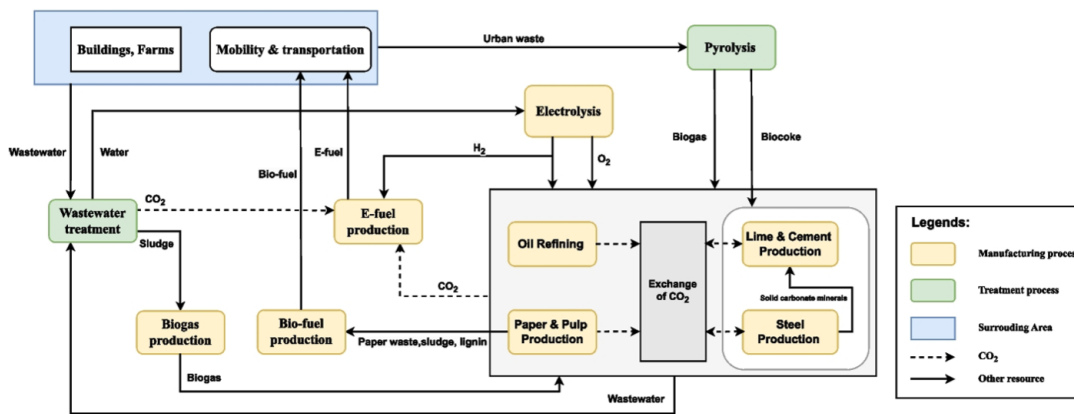 Buildings, Farms
Mobility & transportation
Urban waste
Pyrolysis
Electrolysis
Biogas
Biocoke
Wastewater
Water
Bio-fuel
E-fuel
H2
O2
CO2
Wastewater
treatment
E-fuel
production
Sludge
Oil Refining
Lime & Cement
Production
Exchange
of CO2
CO2
Solid carbonate minerals
Biogas
production
Bio-fuel
production
Paper waste,sludge, lignin
Paper & Pulp
Production
Steel
Production
Biogas
Wastewater
Legends:
Manufacturing proces
Treatment process
Surrouding Area
CO2
Other resource